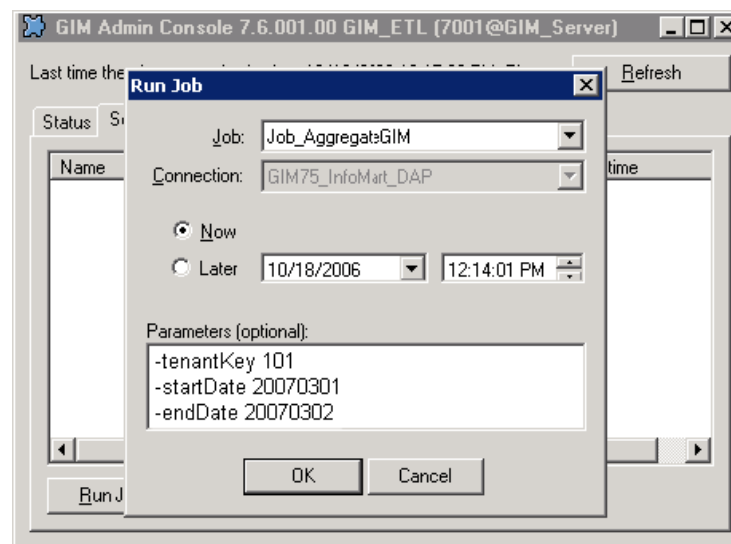 GIM Admin Console 7.6.001.00 GIM_ETL (7001@GIM_Server)
Last time the
Refresh
Run Job
Status
Job: Job_AggregateGIM
Name
time
Connection: GIM75_InfoMart_DAP
Now
Later 10/18/2006 12:14:01 PM
Parameters (optional):
-tenantKey 101
-startDate 20070301
-endDate 20070302
OK Cancel
Run J